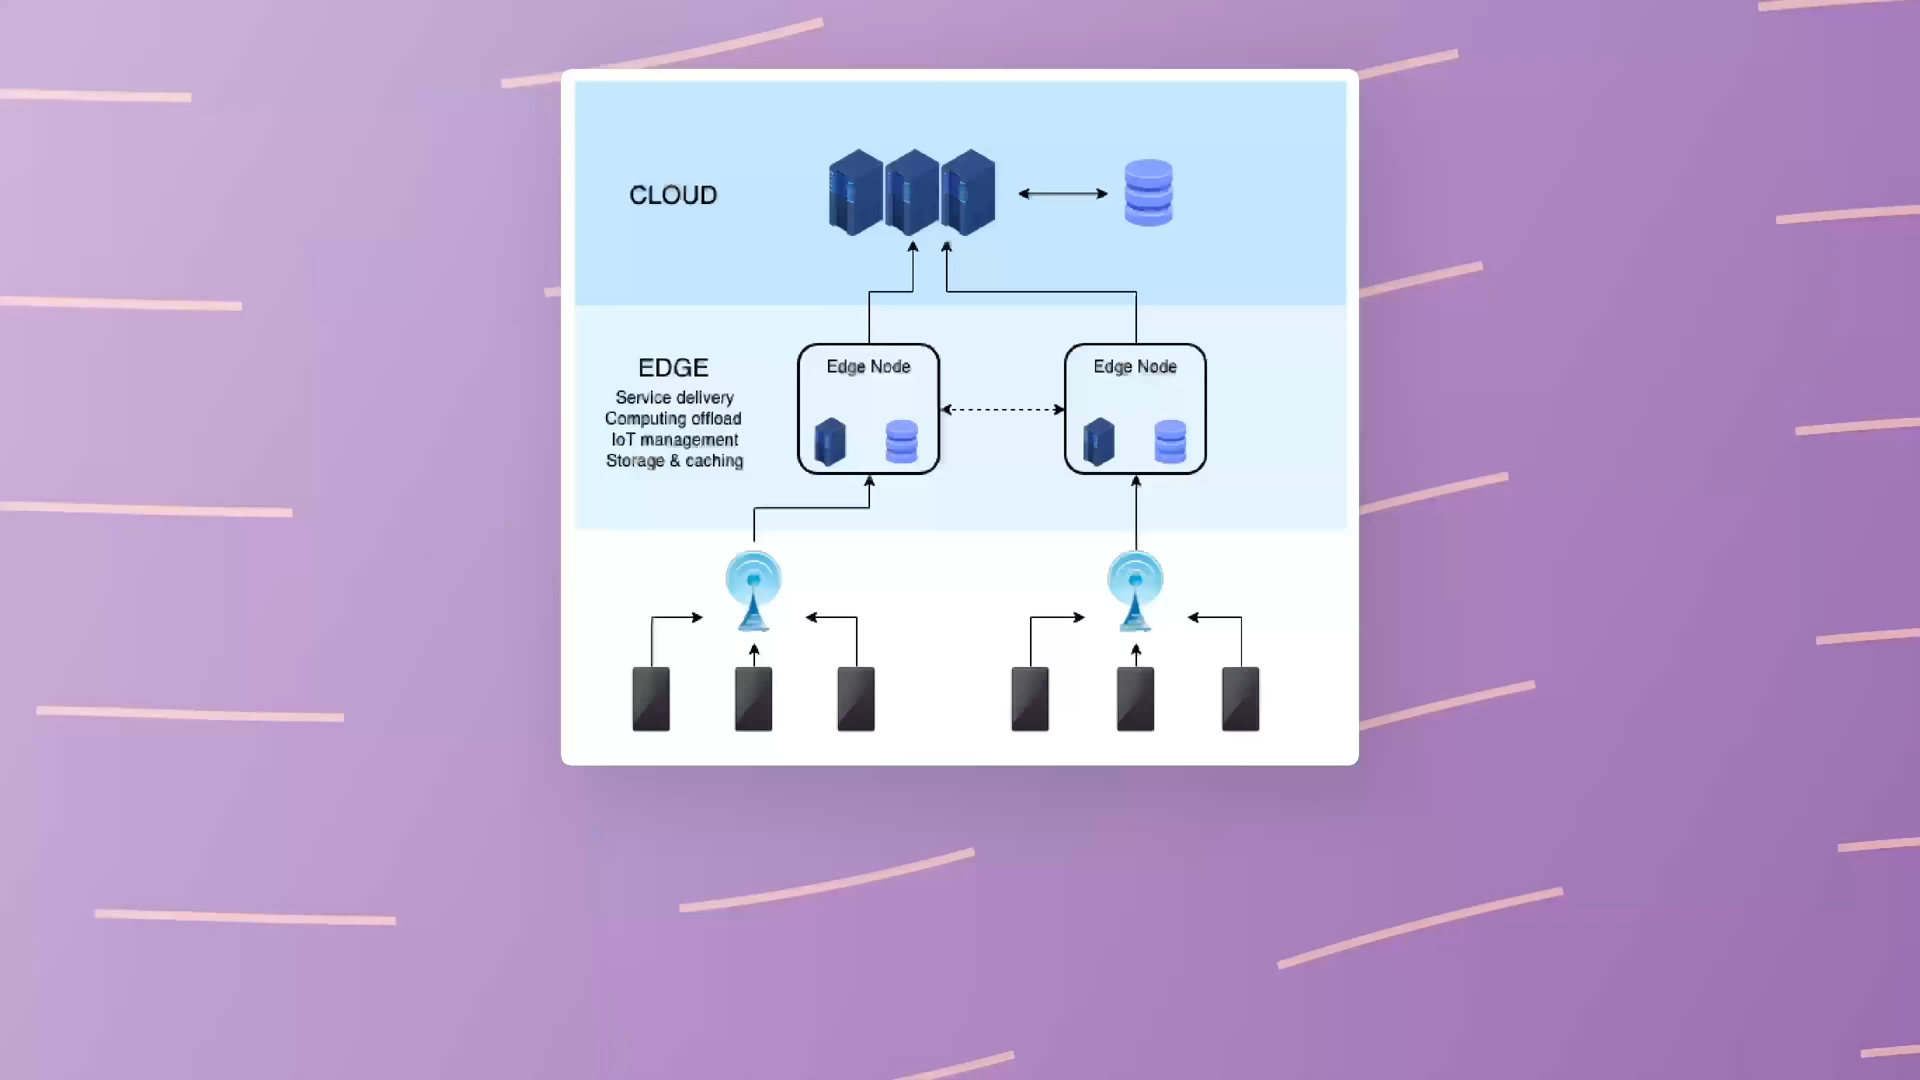 CLOUD
EDGE
Service delivery
Computing offload
IoT management
Storage & caching
Edge Node
Edge Node